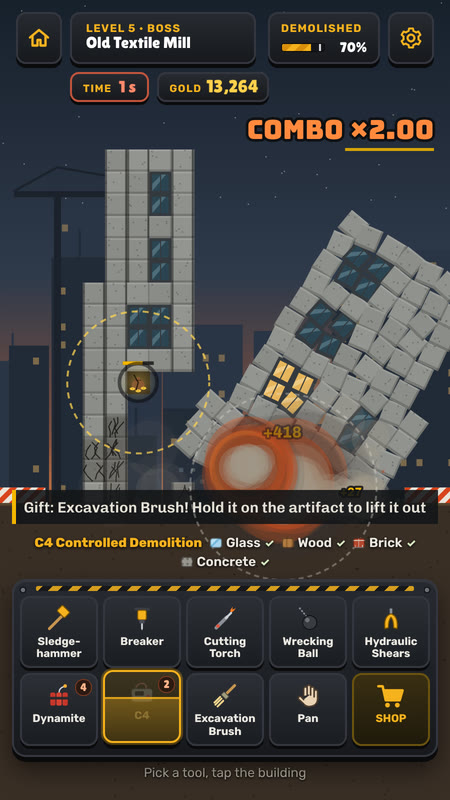 LEVEL 5 · BOSS
Old Textile Mill
DEMOLISHED
70%
TIME 1 s
GOLD 13,264
COMBO ×2.00
+418
Gift: Excavation Brush! Hold it on the artifact to lift it out
C4 Controlled Demolition Glass ✓ Wood ✓ Brick ✓
Concrete ✓
Sledge-
hammer
Breaker
Cutting
Torch
Wrecking
Ball
Hydraulic
Shears
4
Dynamite
2
C4
Excavation
Brush
Pan
SHOP
Pick a tool, tap the building